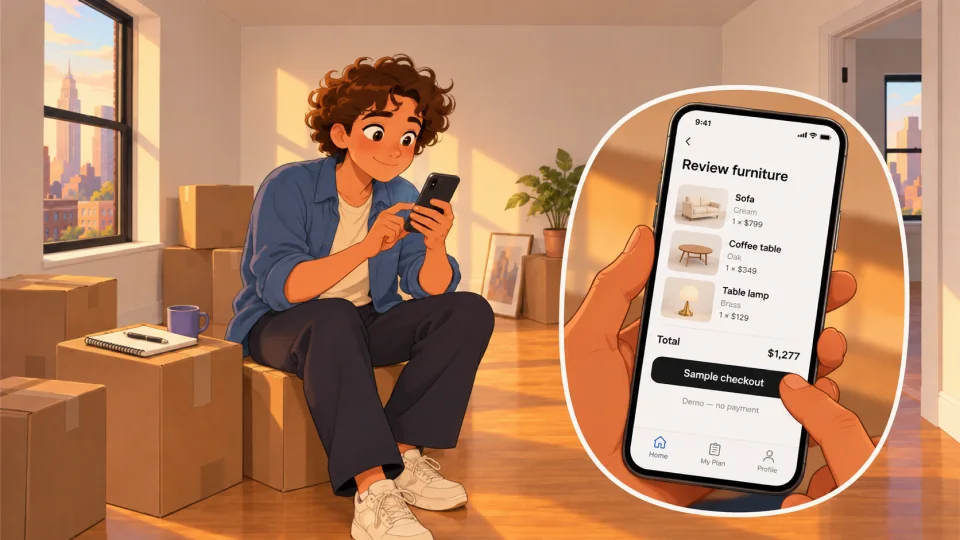 9:41
Review furniture
Sofa
Cream
1 × $799
Coffee table
Oak
1 × $349
Table lamp
Brass
1 × $129
Total
$1,277
Sample checkout
Demo — no payment
Home
My Plan
Profile